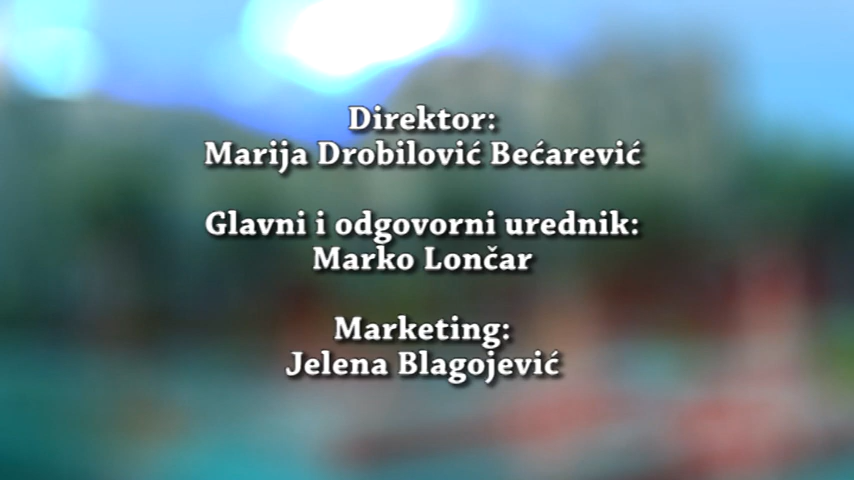 Direktor:
Marija Drobilović Bećarević
Glavni i odgovorni urednik:
Marko Lončar
Marketing:
Jelena Blagojević